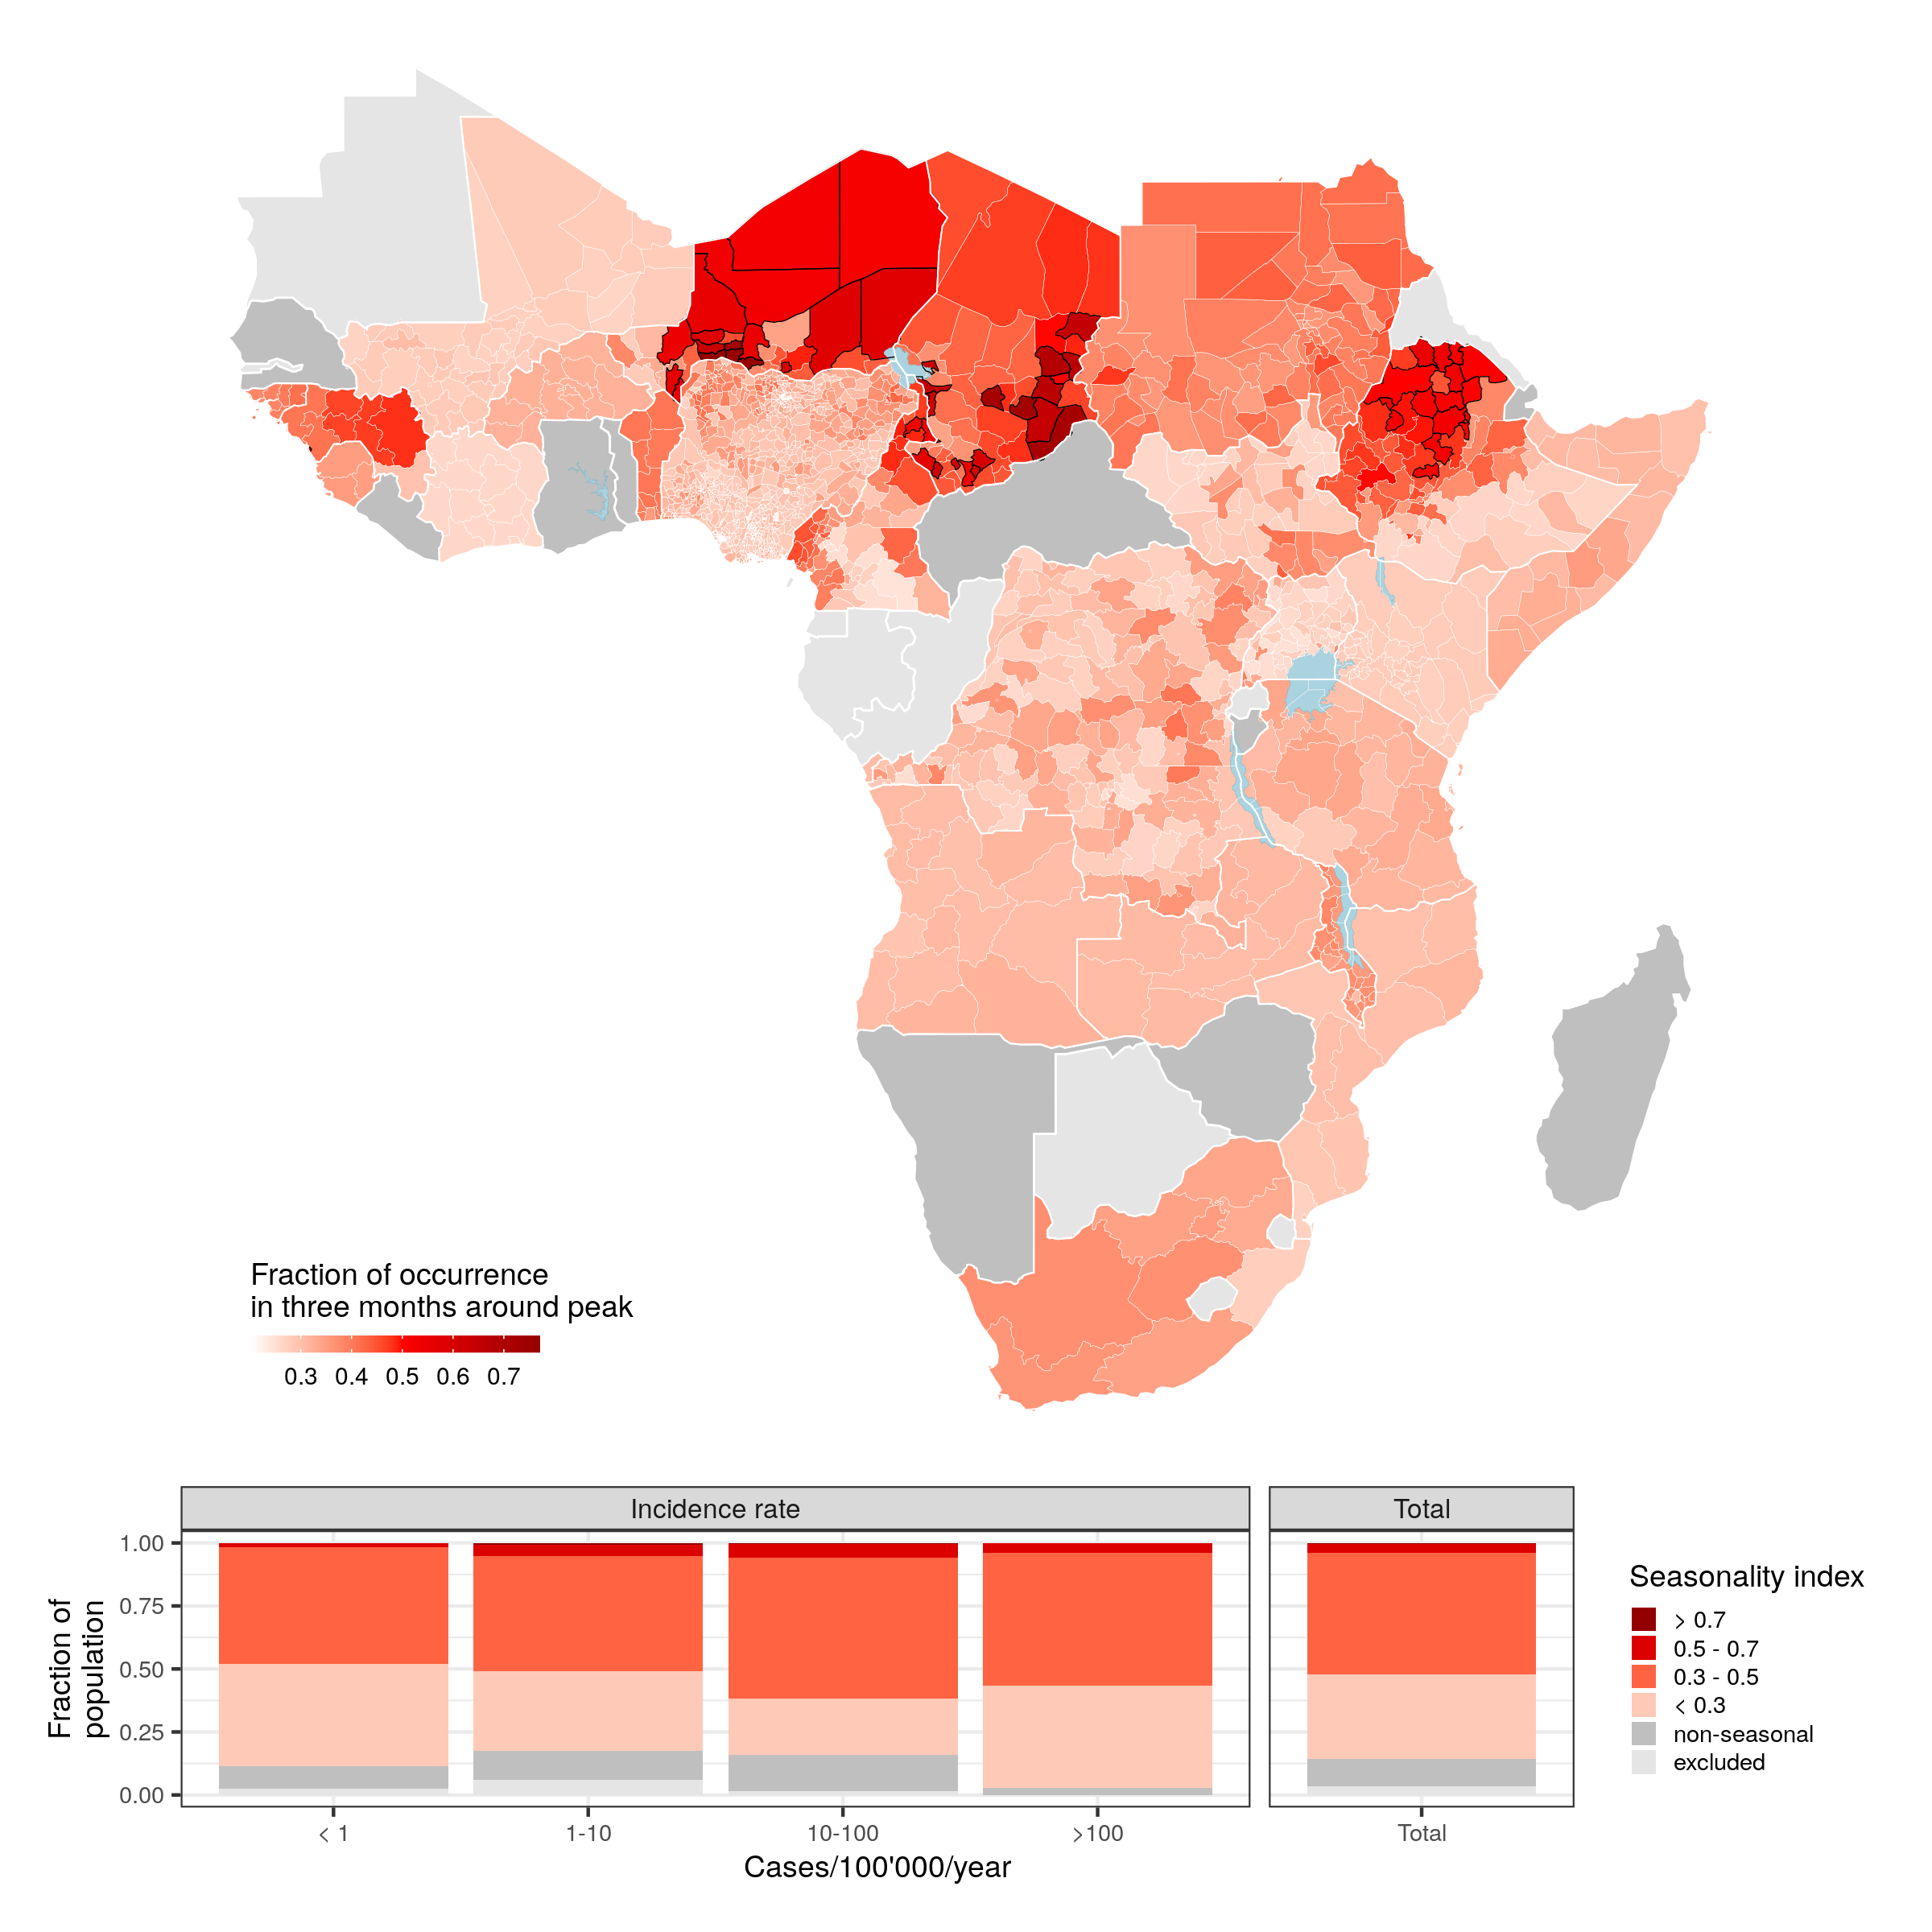 Fraction of occurrence
in three months around peak
0.3 0.4 0.5 0.6 0.7
Incidence rate
Total
Fraction of
population
1.00
0.75
0.50
0.25
0.00
< 1
1-10
10-100
>100
Total
Cases/100'000/year
Seasonality index
> 0.7
0.5 - 0.7
0.3 - 0.5
< 0.3
non-seasonal
excluded